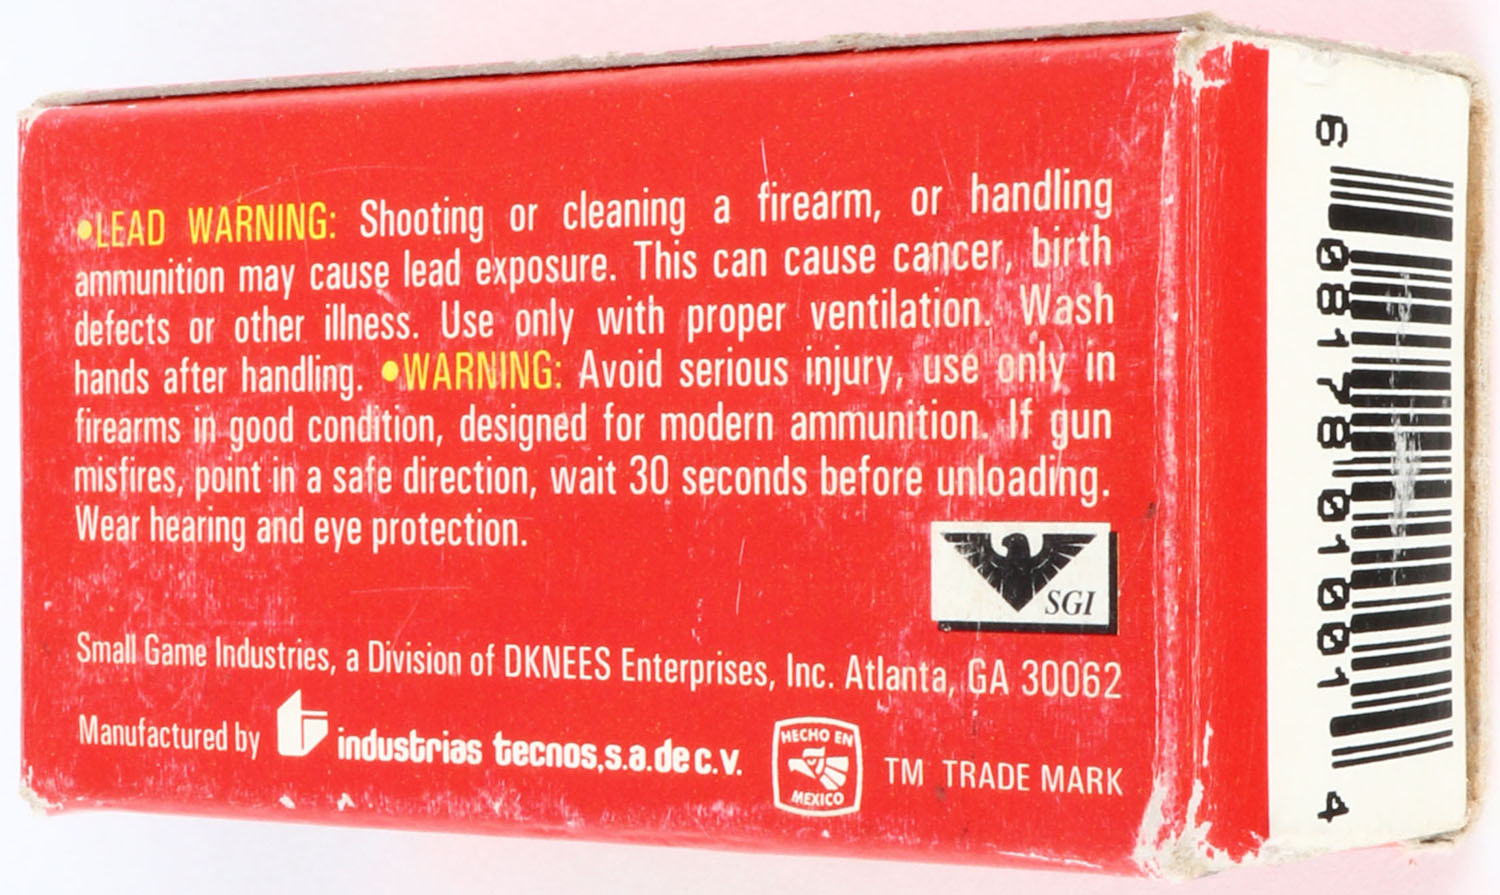 •LEAD WARNING: Shooting or cleaning a firearm, or handling
ammunition may cause lead exposure. This can cause cancer, birth
defects or other illness. Use only with proper ventilation. Wash
hands after handling. •WARNING: Avoid serious injury, use only in
firearms in good condition, designed for modern ammunition. If gun
misfires, point in a safe direction, wait 30 seconds before unloading.
Wear hearing and eye protection.
SGI
Small Game Industries, a Division of DKNEES Enterprises, Inc. Atlanta, GA 30062
Manufactured by industrias tecnos, s.a. de c.v.
HECHO EN
MEXICO
TM TRADE MARK
6 08178 01001 4